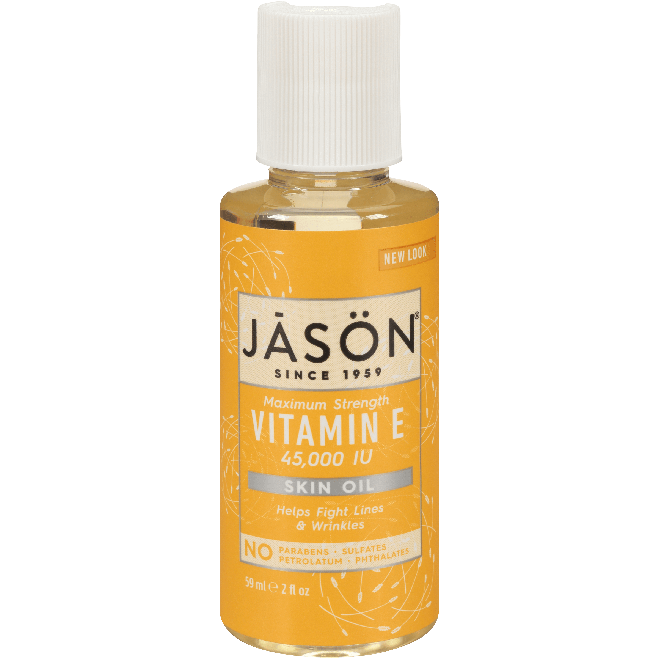 NEW LOOK
JĀSÖN®
SINCE 1959
Maximum Strength
VITAMIN E
45,000 IU
SKIN OIL
Helps Fight Lines
& Wrinkles
NO PARABENS • SULFATES
PETROLATUM • PHTHALATES
59 ml ℮ 2 fl oz